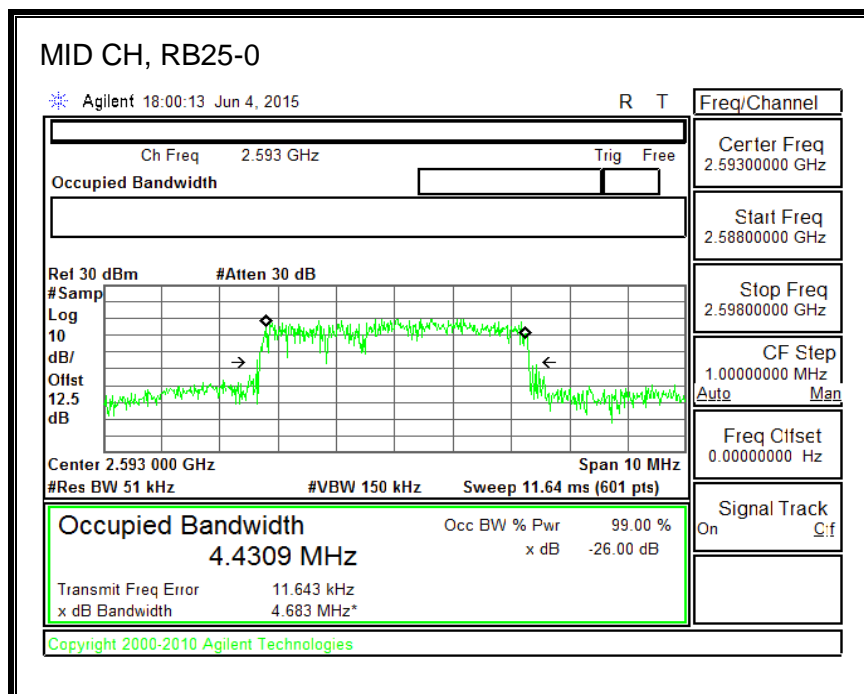 MID CH, RB25-0
Agilent 18:00:13 Jun 4, 2015 R T
Freq/Channel
Ch Freq 2.593 GHz Trig Free
Occupied Bandwidth
Center Freq
2.59300000 GHz
Start Freq
2.58800000 GHz
Stop Freq
2.59800000 GHz
CF Step
1.00000000 MHz
Auto Man
Freq Offset
0.00000000 Hz
Signal Track
On Off
Ref 30 dBm #Atten 30 dB
#Samp
Log
10
dB/
Offst
12.5
dB
Center 2.593 000 GHz Span 10 MHz
#Res BW 51 kHz #VBW 150 kHz Sweep 11.64 ms (601 pts)
Occupied Bandwidth
4.4309 MHz
Occ BW % Pwr 99.00 %
x dB -26.00 dB
Transmit Freq Error 11.643 kHz
x dB Bandwidth 4.683 MHz*
Copyright 2000-2010 Agilent Technologies